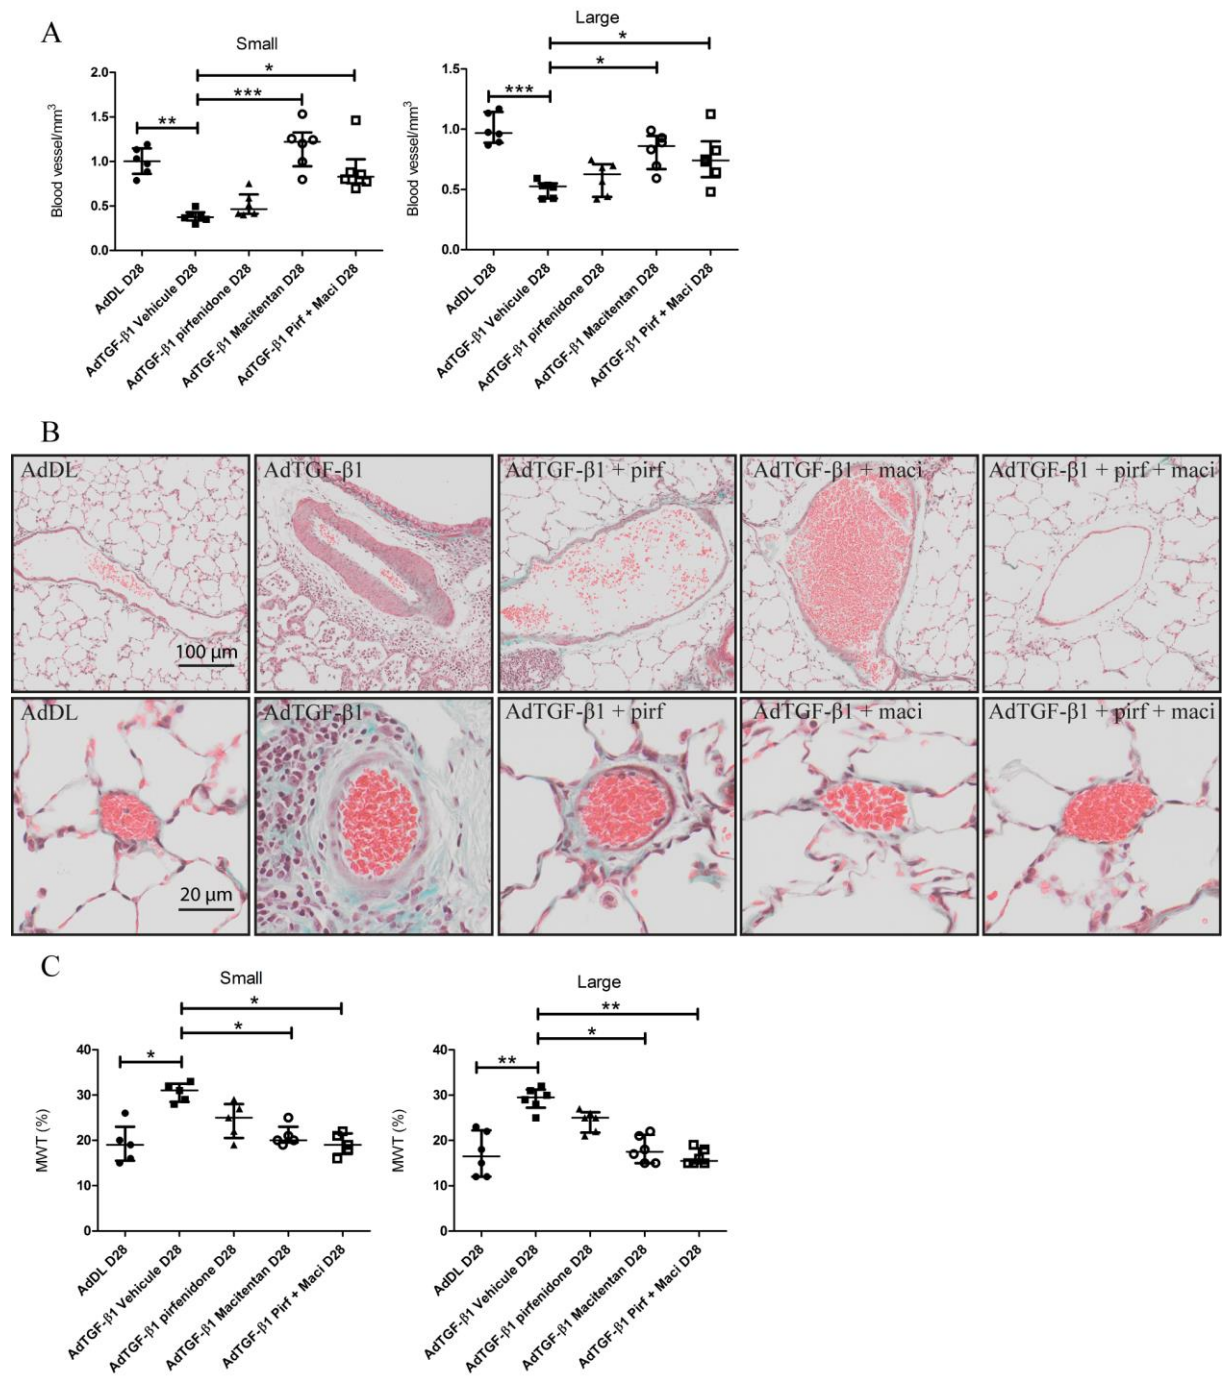 A
Small
Large
*
***
**
*
*
***
Blood vessel/mm3
2.0
1.5
1.0
0.5
0.0
Blood vessel/mm3
1.5
1.0
0.5
0.0
AdDL D28
AdTGF-β1 Vehicule D28
AdTGF-β1 pirfenidone D28
AdTGF-β1 Macitentan D28
AdTGF-β1 Pirf + Maci D28
AdDL D28
AdTGF-β1 Vehicule D28
AdTGF-β1 pirfenidone D28
AdTGF-β1 Macitentan D28
AdTGF-β1 Pirf + Maci D28
B
AdDL
AdTGF-β1
AdTGF-β1 + pirf
AdTGF-β1 + maci
AdTGF-β1 + pirf + maci
100 μm
AdDL
AdTGF-β1
AdTGF-β1 + pirf
AdTGF-β1 + maci
AdTGF-β1 + pirf + maci
20 μm
C
Small
Large
*
*
*
**
*
**
MWT (%)
40
30
20
10
0
MWT (%)
40
30
20
10
0
AdDL D28
AdTGF-β1 Vehicule D28
AdTGF-β1 pirfenidone D28
AdTGF-β1 Macitentan D28
AdTGF-β1 Pirf + Maci D28
AdDL D28
AdTGF-β1 Vehicule D28
AdTGF-β1 pirfenidone D28
AdTGF-β1 Macitentan D28
AdTGF-β1 Pirf + Maci D28